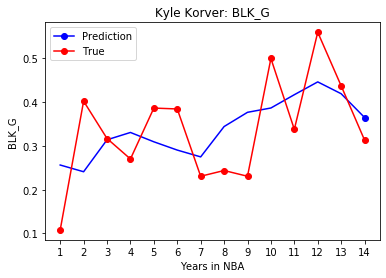 Kyle Korver: BLK_G
Prediction
True
BLK_G
0.5
0.4
0.3
0.2
0.1
1 2 3 4 5 6 7 8 9 10 11 12 13 14
Years in NBA